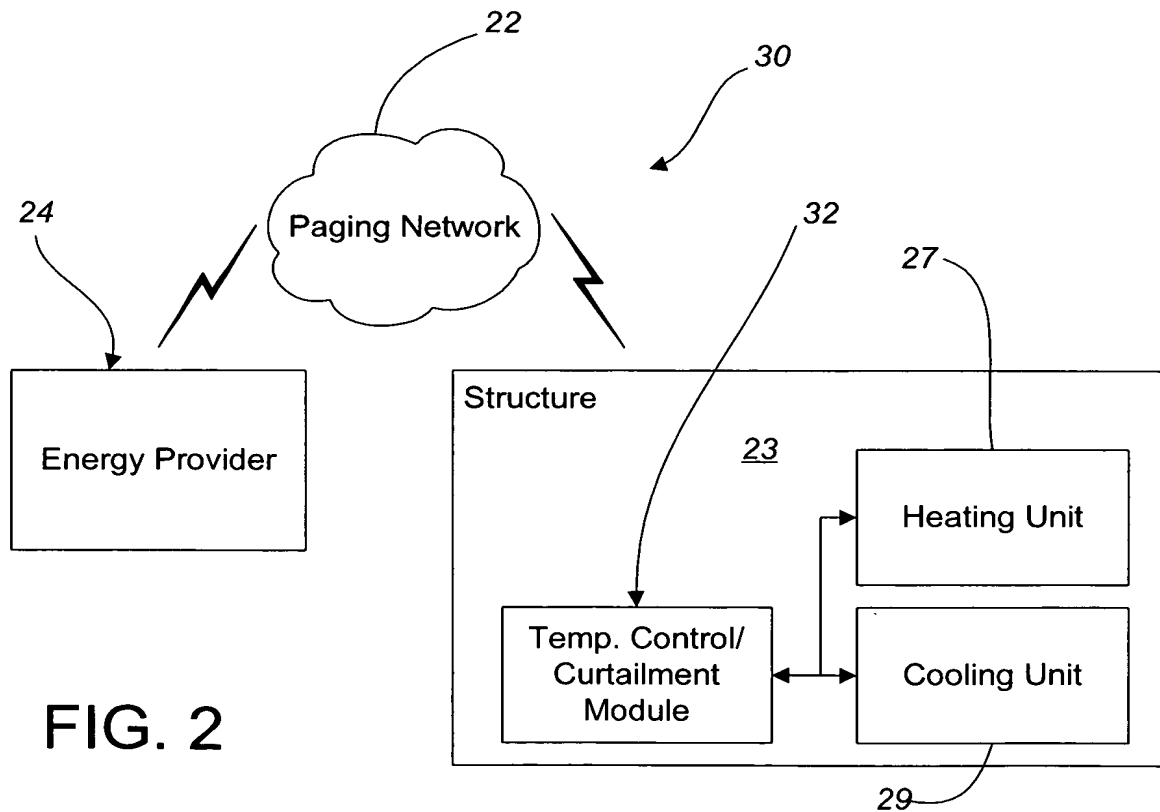 22
30
24
Paging Network
32
27
Structure
23
Energy Provider
Heating Unit
Temp. Control/
Curtailment
Module
Cooling Unit
FIG. 2
29